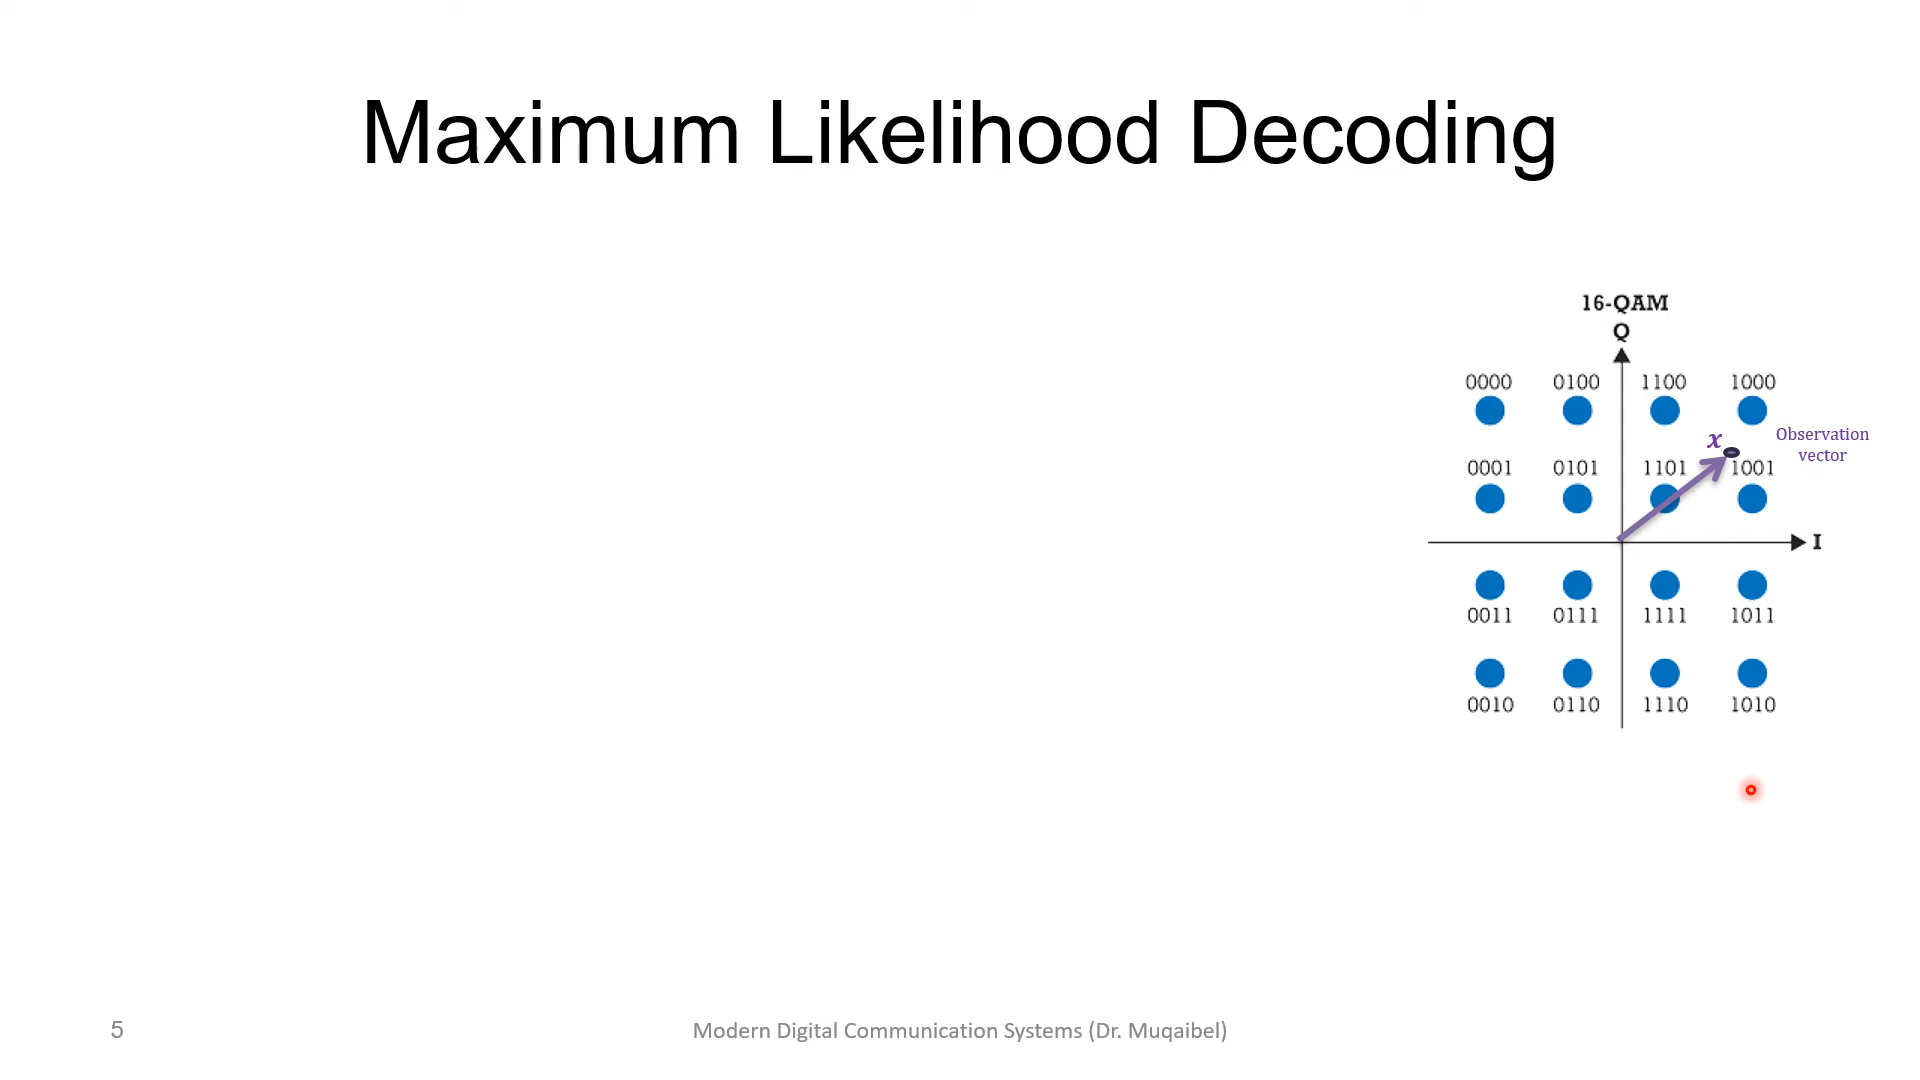 Maximum Likelihood Decoding
16-QAM
Q
0000 0100 1100 1000
x
Observation
vector
0001 0101 1101 1001
I
0011 0111 1111 1011
0010 0110 1110 1010
5
Modern Digital Communication Systems (Dr. Muqaibel)